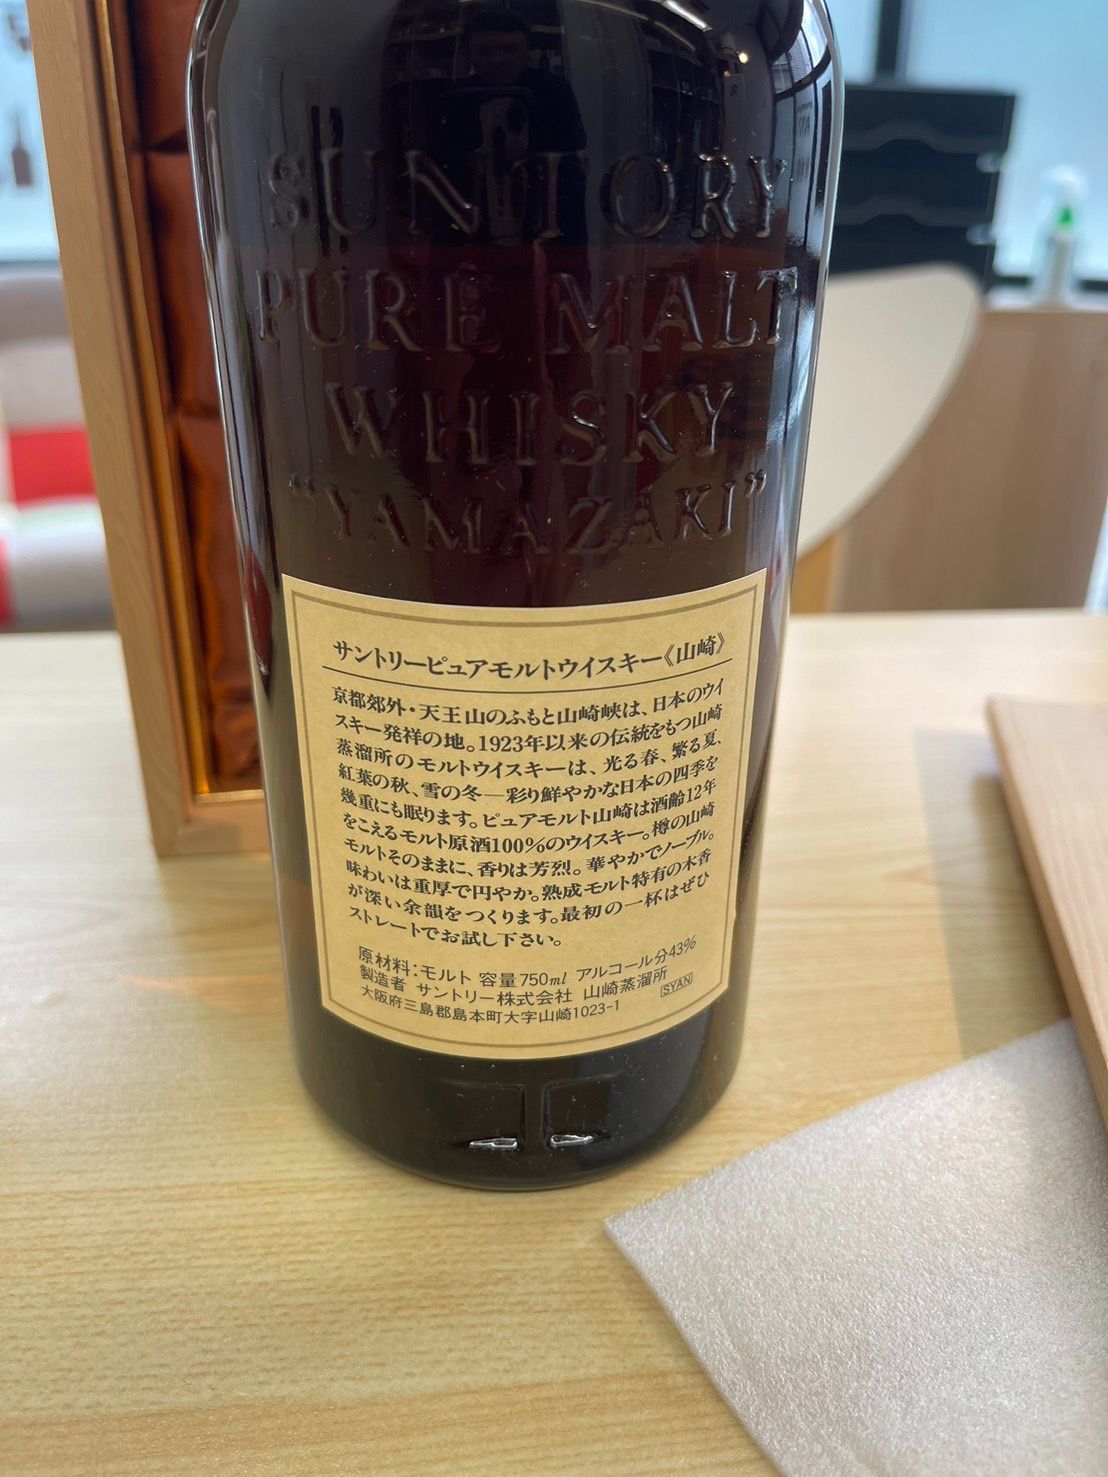 SUNTORY
PURE MALT
WHISKY
"YAMAZAKI"
サントリーピュアモルトウイスキー《山崎》
京都郊外・天王山のふもと山崎峡は、日本のウイ
スキー発祥の地。1923年以来の伝統をもつ山崎
蒸溜所のモルトウイスキーは、光る春、繁る夏、
紅葉の秋、雪の冬—彩り鮮やかな日本の四季を
幾重にも眠ります。ピュアモルト山崎は酒齢12年
をこえるモルト原酒100%のウイスキー。樽の山崎
モルトそのままに、香りは芳烈。華やかでノーブル。
味わいは重厚で円やか。熟成モルト特有の木香
が深い余韻をつくります。最初の一杯はぜひ
ストレートでお試し下さい。
原材料：モルト 容量750ml アルコール分43%
製造者 サントリー株式会社 山崎蒸溜所
大阪府三島郡島本町大字山崎1023-1 SYAN